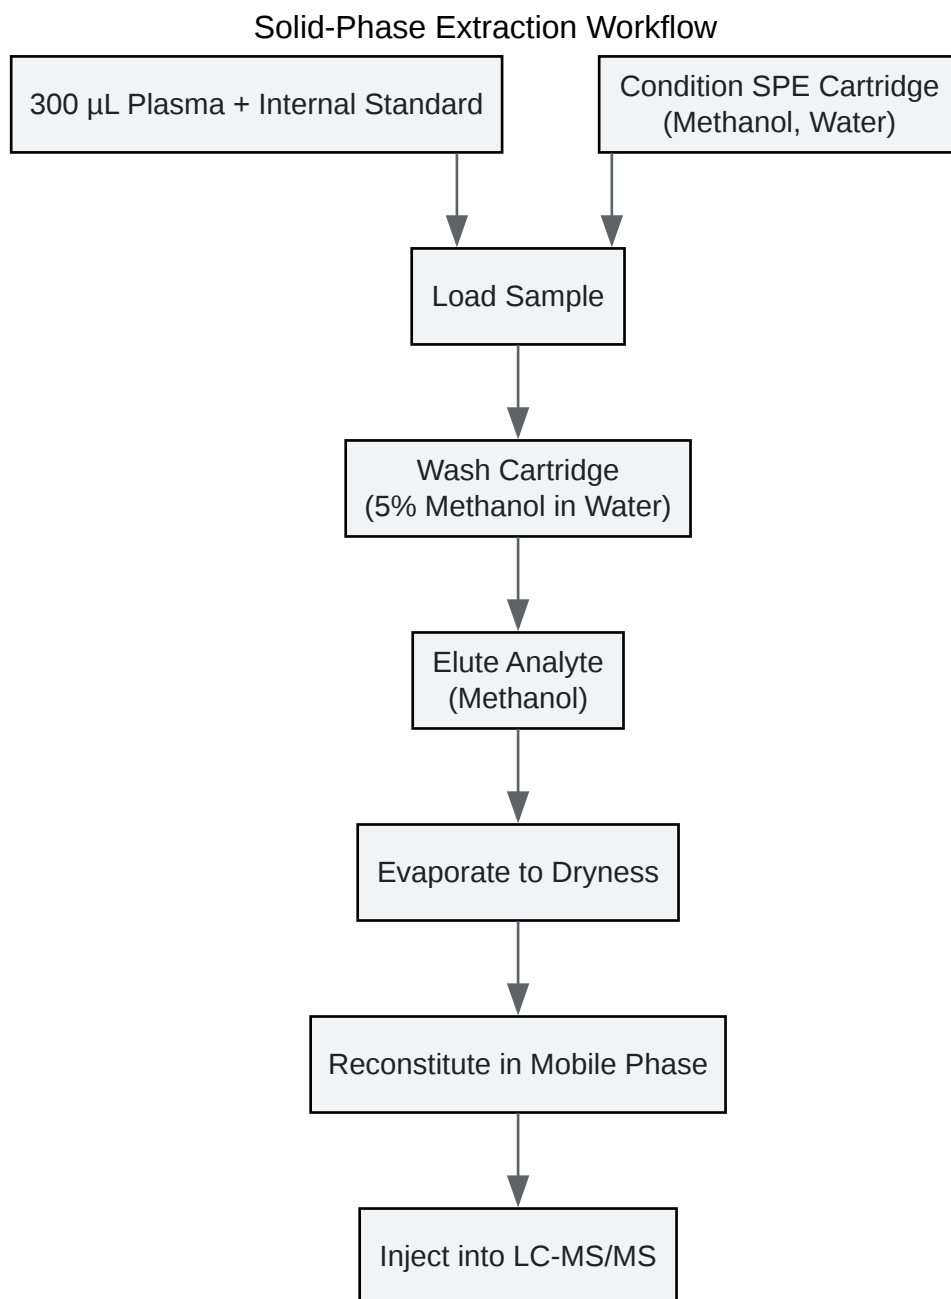 Solid-Phase Extraction Workflow
300 µL Plasma + Internal Standard
Condition SPE Cartridge
(Methanol, Water)
Load Sample
Wash Cartridge
(5% Methanol in Water)
Elute Analyte
(Methanol)
Evaporate to Dryness
Reconstitute in Mobile Phase
Inject into LC-MS/MS